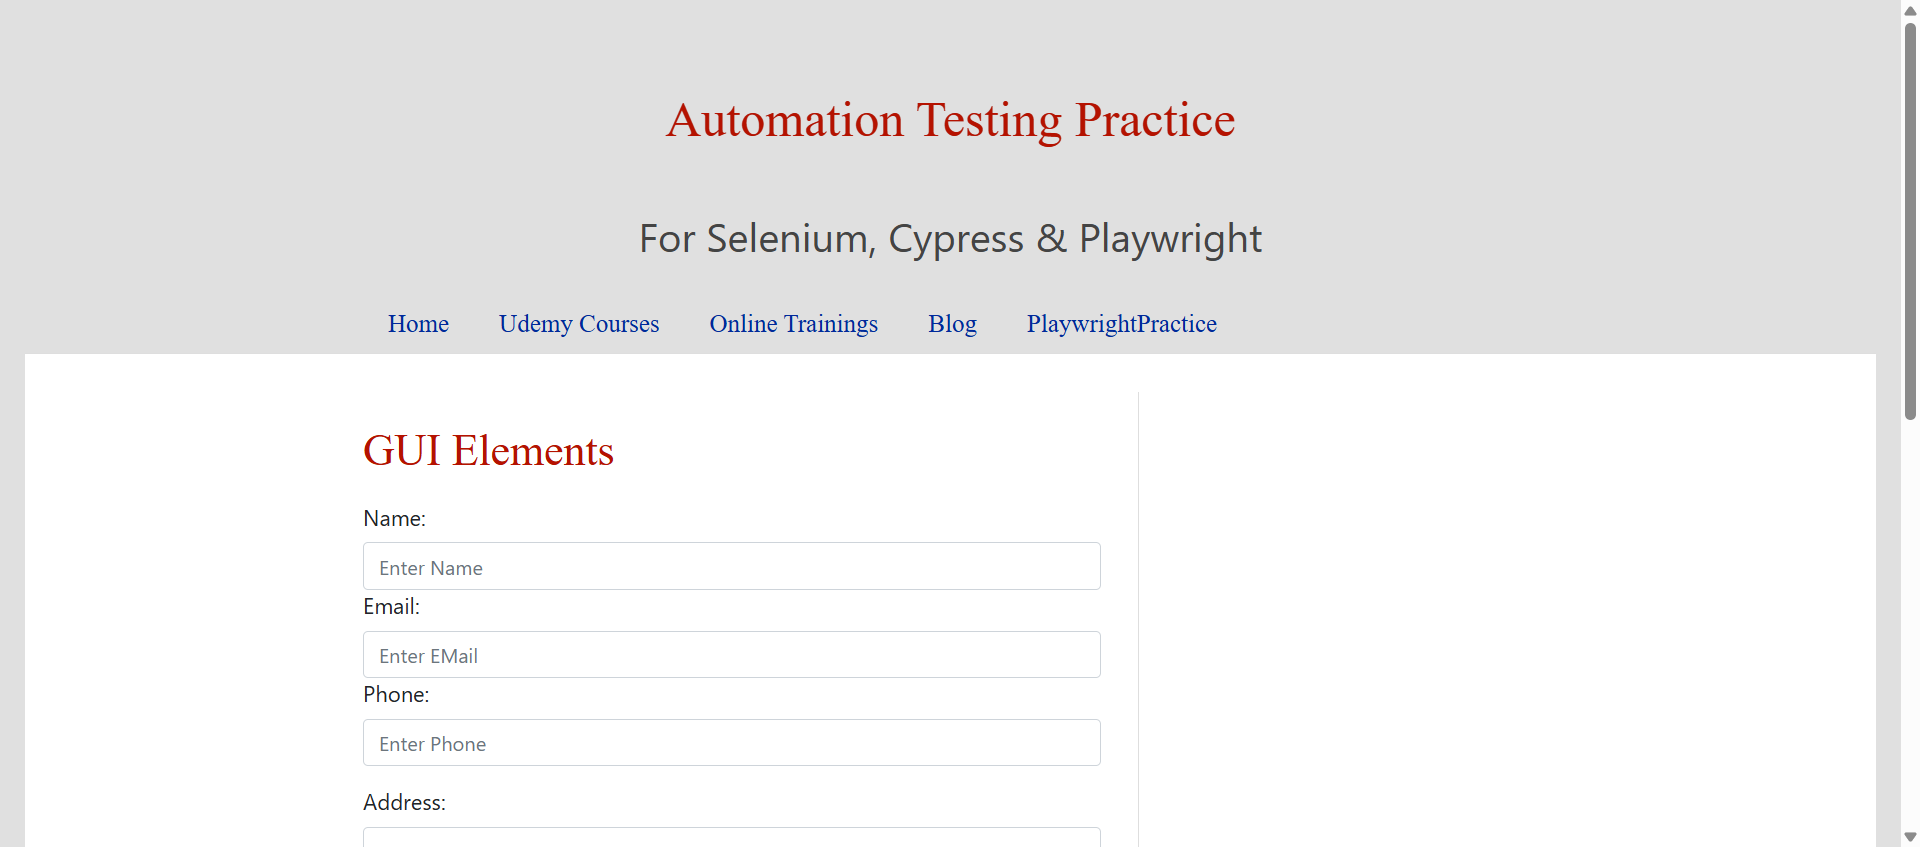 Automation Testing Practice
For Selenium, Cypress & Playwright
Home Udemy Courses Online Trainings Blog PlaywrightPractice
GUI Elements
Name:
Enter Name
Email:
Enter EMail
Phone:
Enter Phone
Address: